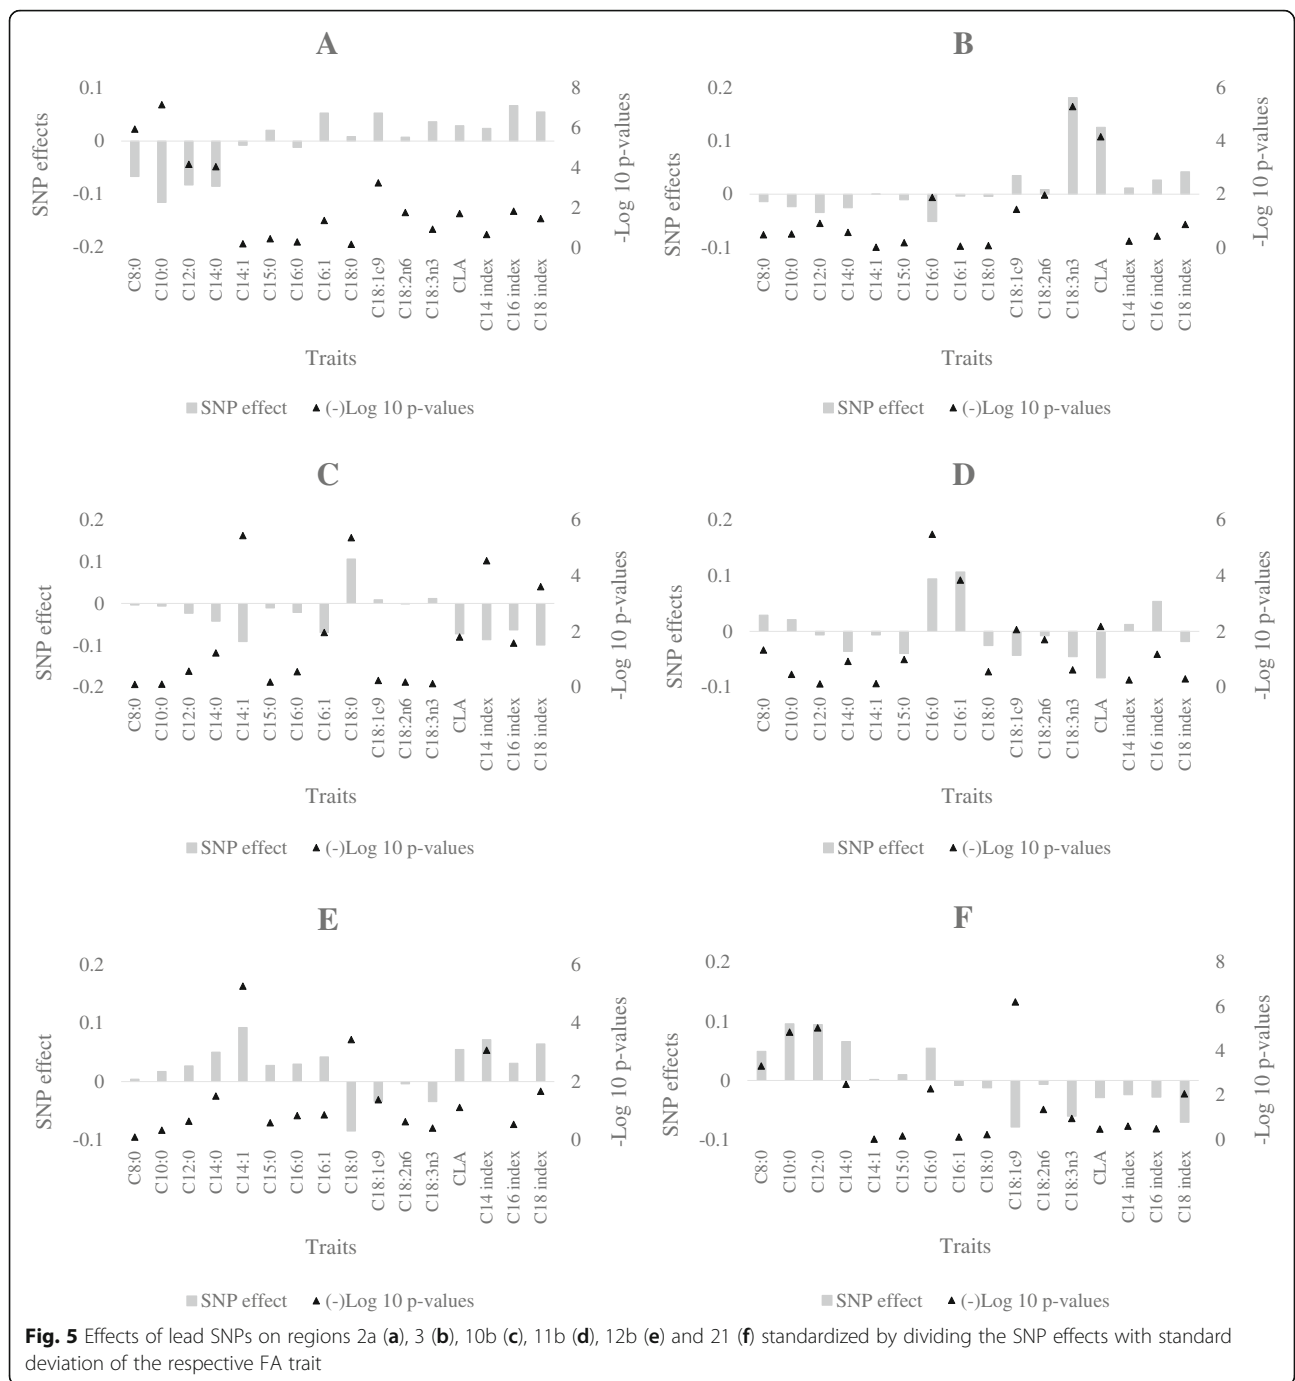 A
B
0.1
0
-0.1
-0.2
SNP effects
8
6
4
2
0
-Log 10 p-values
C8:0
C10:0
C12:0
C14:0
C14:1
C15:0
C16:0
C16:1
C18:0
C18:1c9
C18:2n6
C18:3n3
CLA
C14 index
C16 index
C18 index
Traits
SNP effect (-)Log 10 p-values
0.2
0.1
0
-0.1
SNP effects
6
4
2
0
-Log 10 p-values
C8:0
C10:0
C12:0
C14:0
C14:1
C15:0
C16:0
C16:1
C18:0
C18:1c9
C18:2n6
C18:3n3
CLA
C14 index
C16 index
C18 index
Traits
SNP effect (-)Log 10 p-values
C
D
0.2
0.1
0
-0.1
-0.2
SNP effect
6
4
2
0
-Log 10 p-values
C8:0
C10:0
C12:0
C14:0
C14:1
C15:0
C16:0
C16:1
C18:0
C18:1c9
C18:2n6
C18:3n3
CLA
C14 index
C16 index
C18 index
Traits
SNP effect (-)Log 10 p-values
0.2
0.1
0
-0.1
SNP effects
6
4
2
0
-Log 10 p-values
C8:0
C10:0
C12:0
C14:0
C14:1
C15:0
C16:0
C16:1
C18:0
C18:1c9
C18:2n6
C18:3n3
CLA
C14 index
C16 index
C18 index
Traits
SNP effect (-)Log 10 p-values
E
F
0.2
0.1
0
-0.1
SNP effect
6
4
2
0
-Log 10 p-values
C8:0
C10:0
C12:0
C14:0
C14:1
C15:0
C16:0
C16:1
C18:0
C18:1c9
C18:2n6
C18:3n3
CLA
C14 index
C16 index
C18 index
Traits
SNP effect (-)Log 10 p-values
0.2
0.1
0
-0.1
SNP effects
8
6
4
2
0
-Log 10 p-values
C8:0
C10:0
C12:0
C14:0
C14:1
C15:0
C16:0
C16:1
C18:0
C18:1c9
C18:2n6
C18:3n3
CLA
C14 index
C16 index
C18 index
Traits
SNP effect (-)Log 10 p-values
Fig. 5 Effects of lead SNPs on regions 2a (a), 3 (b), 10b (c), 11b (d), 12b (e) and 21 (f) standardized by dividing the SNP effects with standard
deviation of the respective FA trait